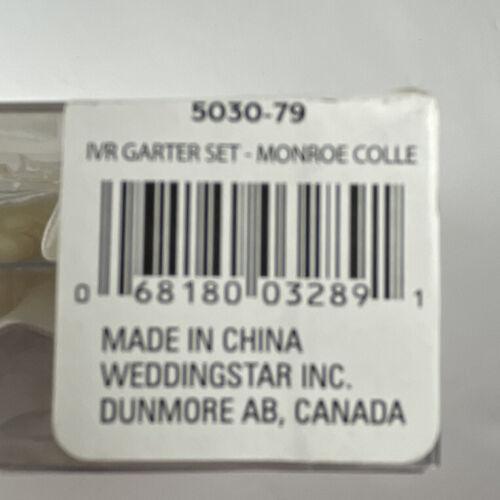 5030-79
IVR GARTER SET - MONROE COLLE
0 68180 03289 1
MADE IN CHINA
WEDDINGSTAR INC.
DUNMORE AB, CANADA